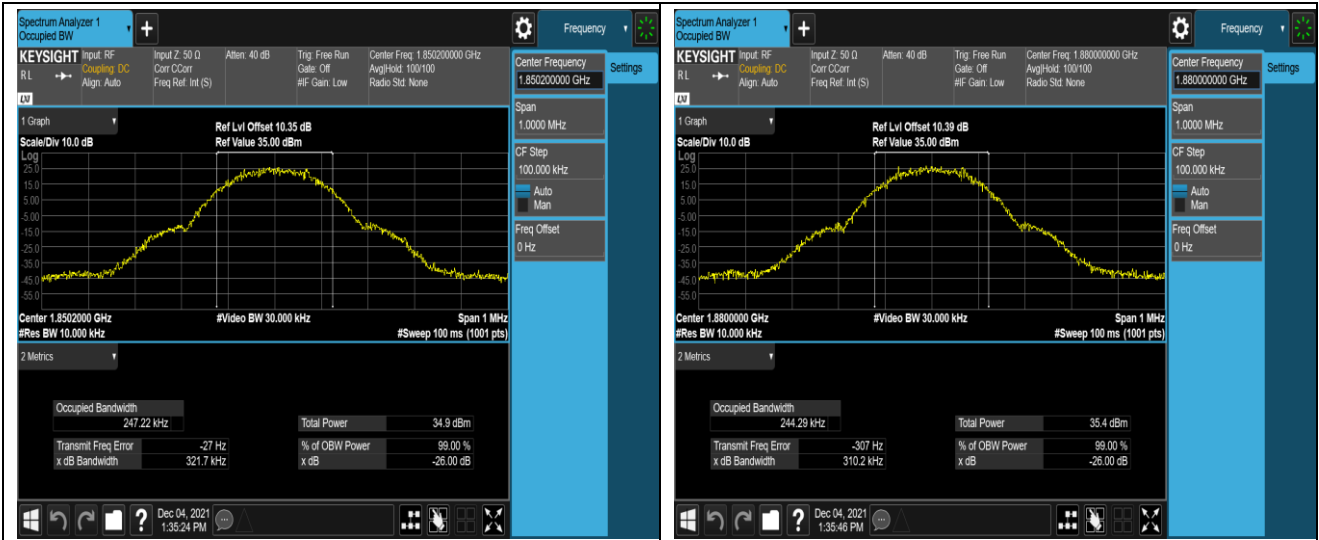 Spectrum Analyzer 1
Occupied BW
+
Frequency
KEYSIGHT
Input: RF
Input Z: 50 Ω
Atten: 40 dB
Trig: Free Run
Center Freq: 1.850200000 GHz
RL
Coupling: DC
Corr CCorr
Gate: Off
Avg|Hold: 100/100
Align: Auto
Freq Ref: Int (S)
#IF Gain: Low
Radio Std: None
LXI
Center Frequency
1.850200000 GHz
Settings
Span
1.0000 MHz
CF Step
100.000 kHz
Auto
Man
Freq Offset
0 Hz
1 Graph
Ref Lvl Offset 10.35 dB
Scale/Div 10.0 dB
Ref Value 35.00 dBm
Log
25.0
15.0
5.00
-5.00
-15.0
-25.0
-35.0
-45.0
-55.0
Center 1.8502000 GHz
#Video BW 30.000 kHz
Span 1 MHz
#Res BW 10.000 kHz
#Sweep 100 ms (1001 pts)
2 Metrics
Occupied Bandwidth
247.22 kHz
Total Power 34.9 dBm
Transmit Freq Error -27 Hz
% of OBW Power 99.00 %
x dB Bandwidth 321.7 kHz
x dB -26.00 dB
?
Dec 04, 2021
1:35:24 PM
Spectrum Analyzer 1
Occupied BW
+
Frequency
KEYSIGHT
Input: RF
Input Z: 50 Ω
Atten: 40 dB
Trig: Free Run
Center Freq: 1.880000000 GHz
RL
Coupling: DC
Corr CCorr
Gate: Off
Avg|Hold: 100/100
Align: Auto
Freq Ref: Int (S)
#IF Gain: Low
Radio Std: None
LXI
Center Frequency
1.880000000 GHz
Settings
Span
1.0000 MHz
CF Step
100.000 kHz
Auto
Man
Freq Offset
0 Hz
1 Graph
Ref Lvl Offset 10.39 dB
Scale/Div 10.0 dB
Ref Value 35.00 dBm
Log
25.0
15.0
5.00
-5.00
-15.0
-25.0
-35.0
-45.0
-55.0
Center 1.8800000 GHz
#Video BW 30.000 kHz
Span 1 MHz
#Res BW 10.000 kHz
#Sweep 100 ms (1001 pts)
2 Metrics
Occupied Bandwidth
244.29 kHz
Total Power 35.4 dBm
Transmit Freq Error -307 Hz
% of OBW Power 99.00 %
x dB Bandwidth 310.2 kHz
x dB -26.00 dB
?
Dec 04, 2021
1:35:46 PM